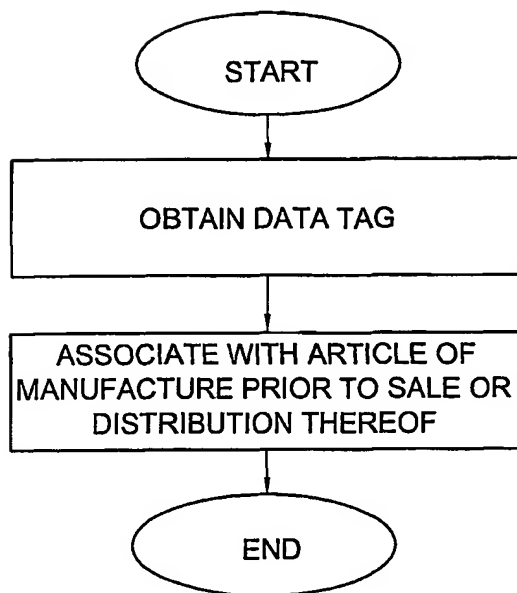 START
OBTAIN DATA TAG
ASSOCIATE WITH ARTICLE OF
MANUFACTURE PRIOR TO SALE OR
DISTRIBUTION THEREOF
END